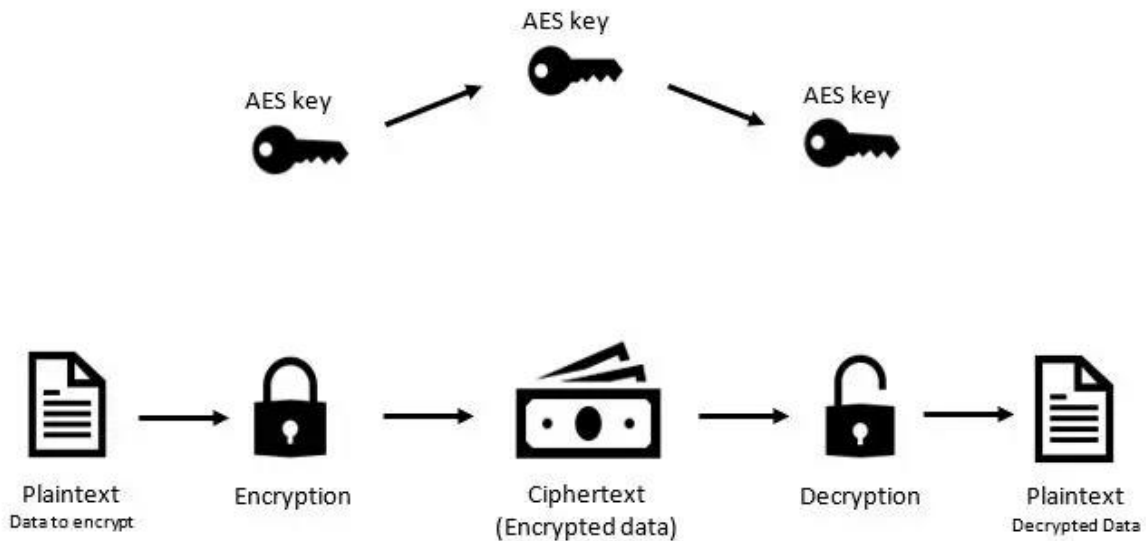 AES key
AES key
AES key
Plaintext
Data to encrypt
Encryption
Ciphertext
(Encrypted data)
Decryption
Plaintext
Decrypted Data